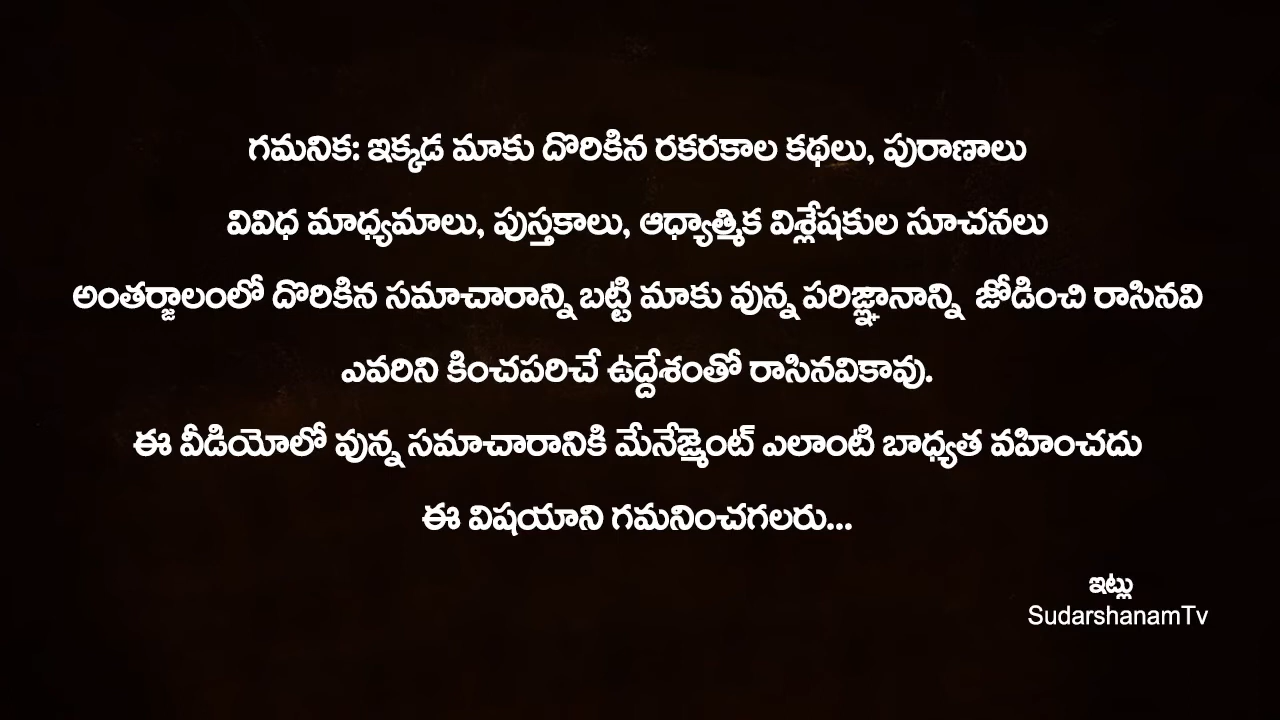 గమనిక: ఇక్కడ మాకు దొరికిన రకరకాల కథలు, పురాణాలు
వివిధ మాధ్యమాలు, పుస్తకాలు, ఆధ్యాత్మిక విశ్లేషకుల సూచనలు
అంతర్జాలంలో దొరికిన సమాచారాన్ని బట్టి మాకు వున్న పరిజ్ఞానాన్ని జోడించి రాసినవి
ఎవరిని కించపరిచే ఉద్దేశంతో రాసినవికావు.
ఈ వీడియోలో వున్న సమాచారానికి మేనేజ్మెంట్ ఎలాంటి బాధ్యత వహించదు
ఈ విషయాని గమనించగలరు...
ఇట్లు
SudarshanamTv